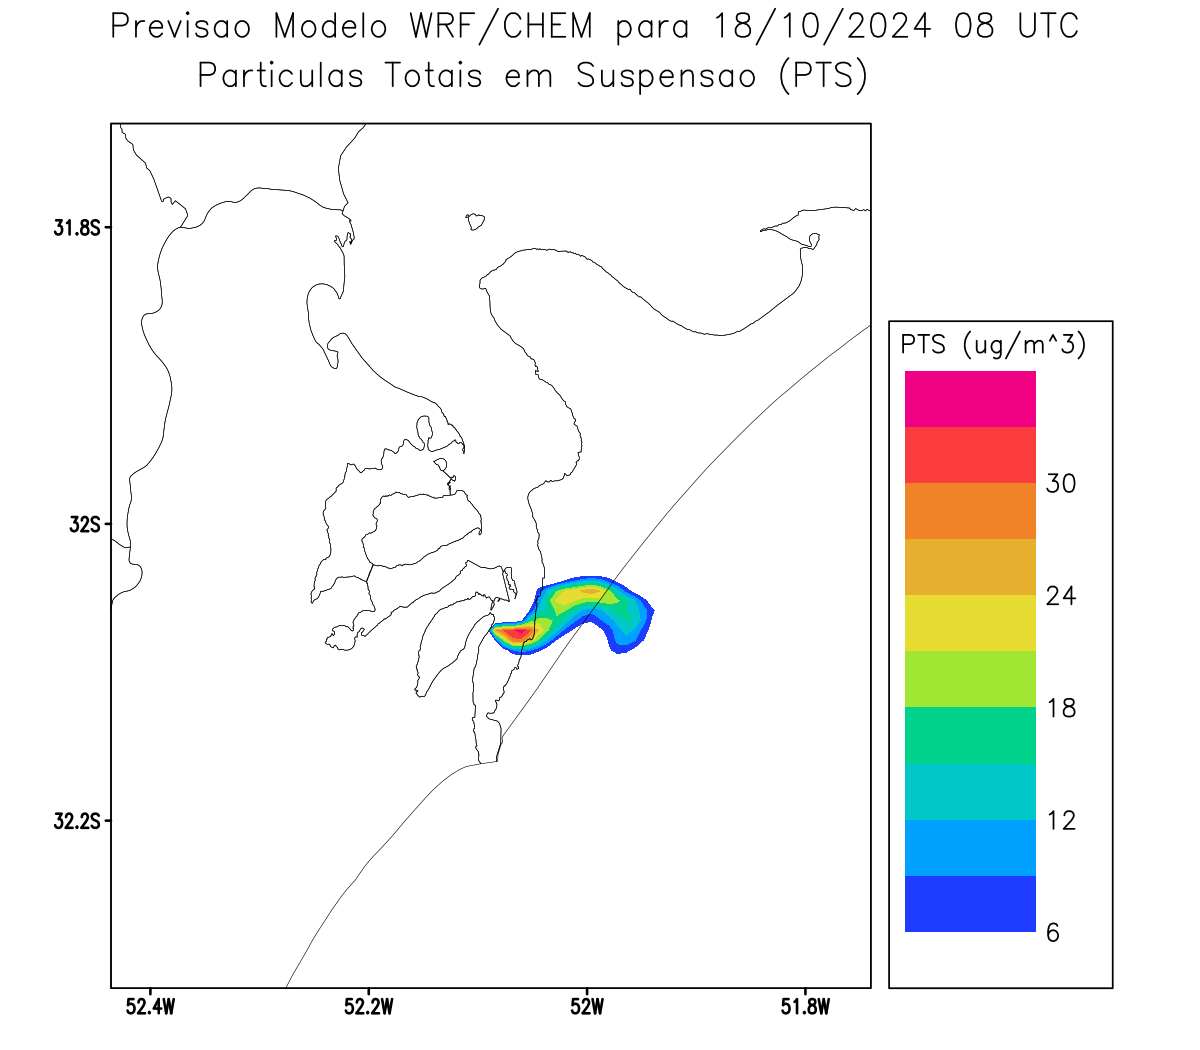 Previsao Modelo WRF/CHEM para 18/10/2024 08 UTC
Particulas Totais em Suspensao (PTS)
31.8S
32S
32.2S
52.4W
52.2W
52W
51.8W
PTS (ug/m^3)
30
24
18
12
6